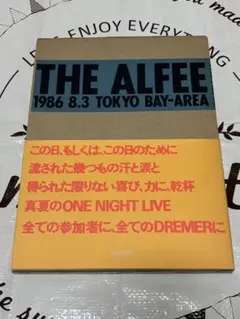 LET'S ENJOY EVERYDAY
THE ALFEE
1986 8.3 TOKYO BAY-AREA
この日、もしくは、この日のために
流された幾つもの汗と涙と
得られた限りない喜び、力に、乾杯
真夏のONE NIGHT LIVE
全ての参加者に、全てのDREMERに